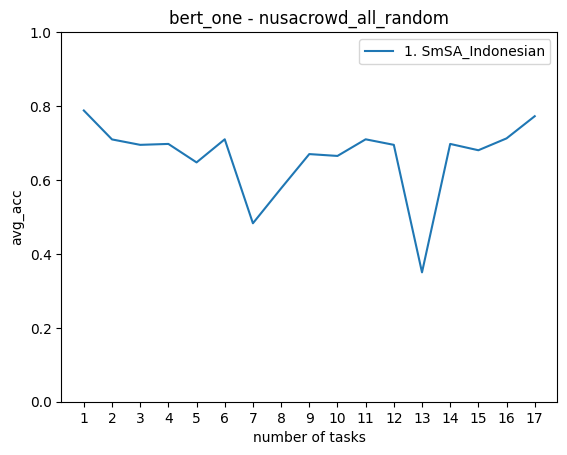 bert_one - nusacrowd_all_random
1. SmSA_Indonesian
avg_acc
1.0
0.8
0.6
0.4
0.2
0.0
1 2 3 4 5 6 7 8 9 10 11 12 13 14 15 16 17
number of tasks